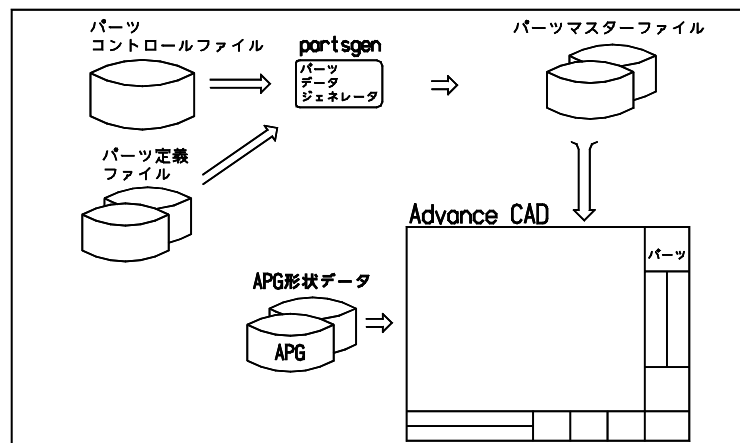 パーツ
コントロールファイル
partsgen
パーツ
データ
ジェネレータ
パーツマスターファイル
パーツ定義
ファイル
Advance CAD
パーツ
APG形状データ
APG